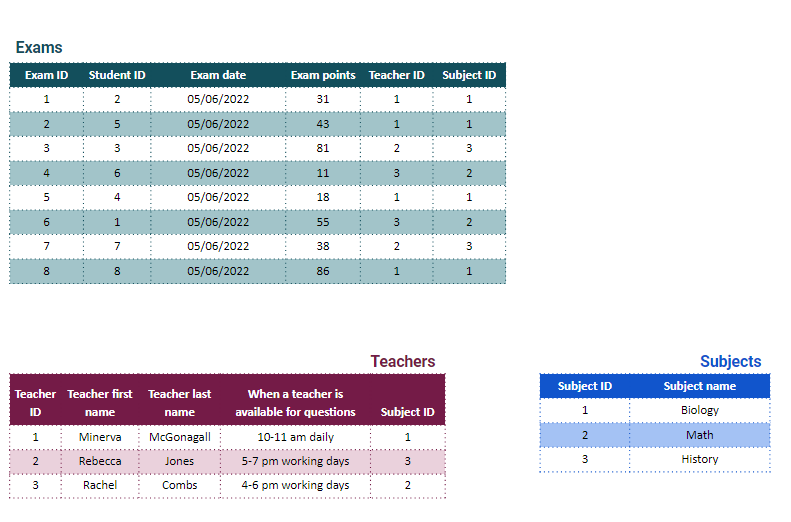 Exams
Exam ID Student ID Exam date Exam points Teacher ID Subject ID
1 2 05/06/2022 31 1 1
2 5 05/06/2022 43 1 1
3 3 05/06/2022 81 2 3
4 6 05/06/2022 11 3 2
5 4 05/06/2022 18 1 1
6 1 05/06/2022 55 3 2
7 7 05/06/2022 38 2 3
8 8 05/06/2022 86 1 1
Teachers
Teacher Teacher first Teacher last When a teacher is
ID name name available for questions Subject ID
1 Minerva McGonagall 10-11 am daily 1
2 Rebecca Jones 5-7 pm working days 3
3 Rachel Combs 4-6 pm working days 2
Subjects
Subject ID Subject name
1 Biology
2 Math
3 History